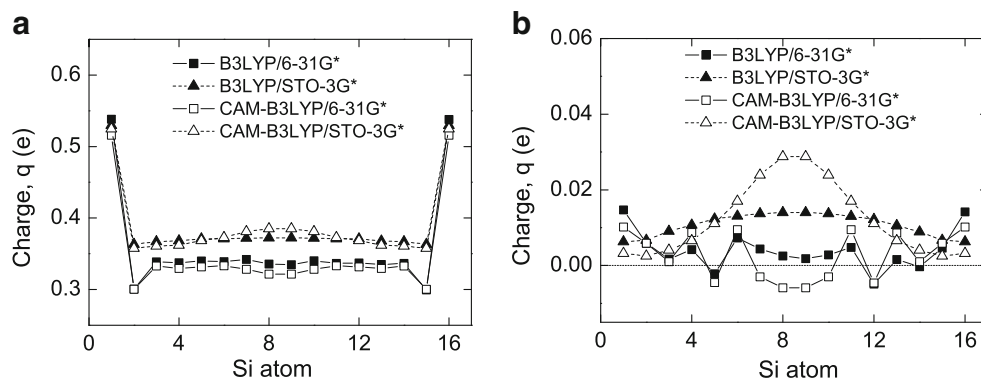 a
0.6
0.5
0.4
0.3
Charge, q (e)
B3LYP/6-31G*
B3LYP/STO-3G*
CAM-B3LYP/6-31G*
CAM-B3LYP/STO-3G*
0 4 8 12 16
Si atom
b
0.06
0.04
0.02
0.00
Charge, q (e)
B3LYP/6-31G*
B3LYP/STO-3G*
CAM-B3LYP/6-31G*
CAM-B3LYP/STO-3G*
0 4 8 12 16
Si atom